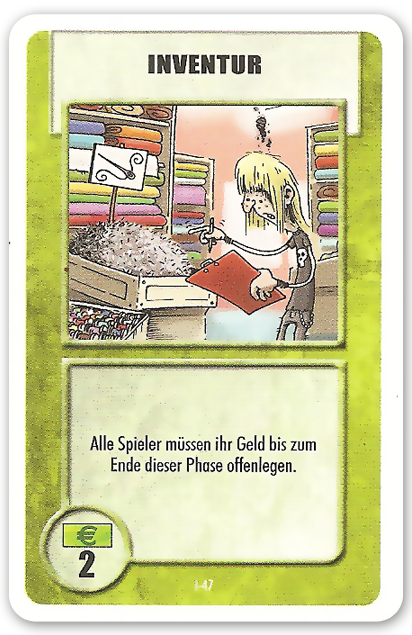 INVENTUR
Alle Spieler müssen ihr Geld bis zum
Ende dieser Phase offenlegen.
€
2
I-47